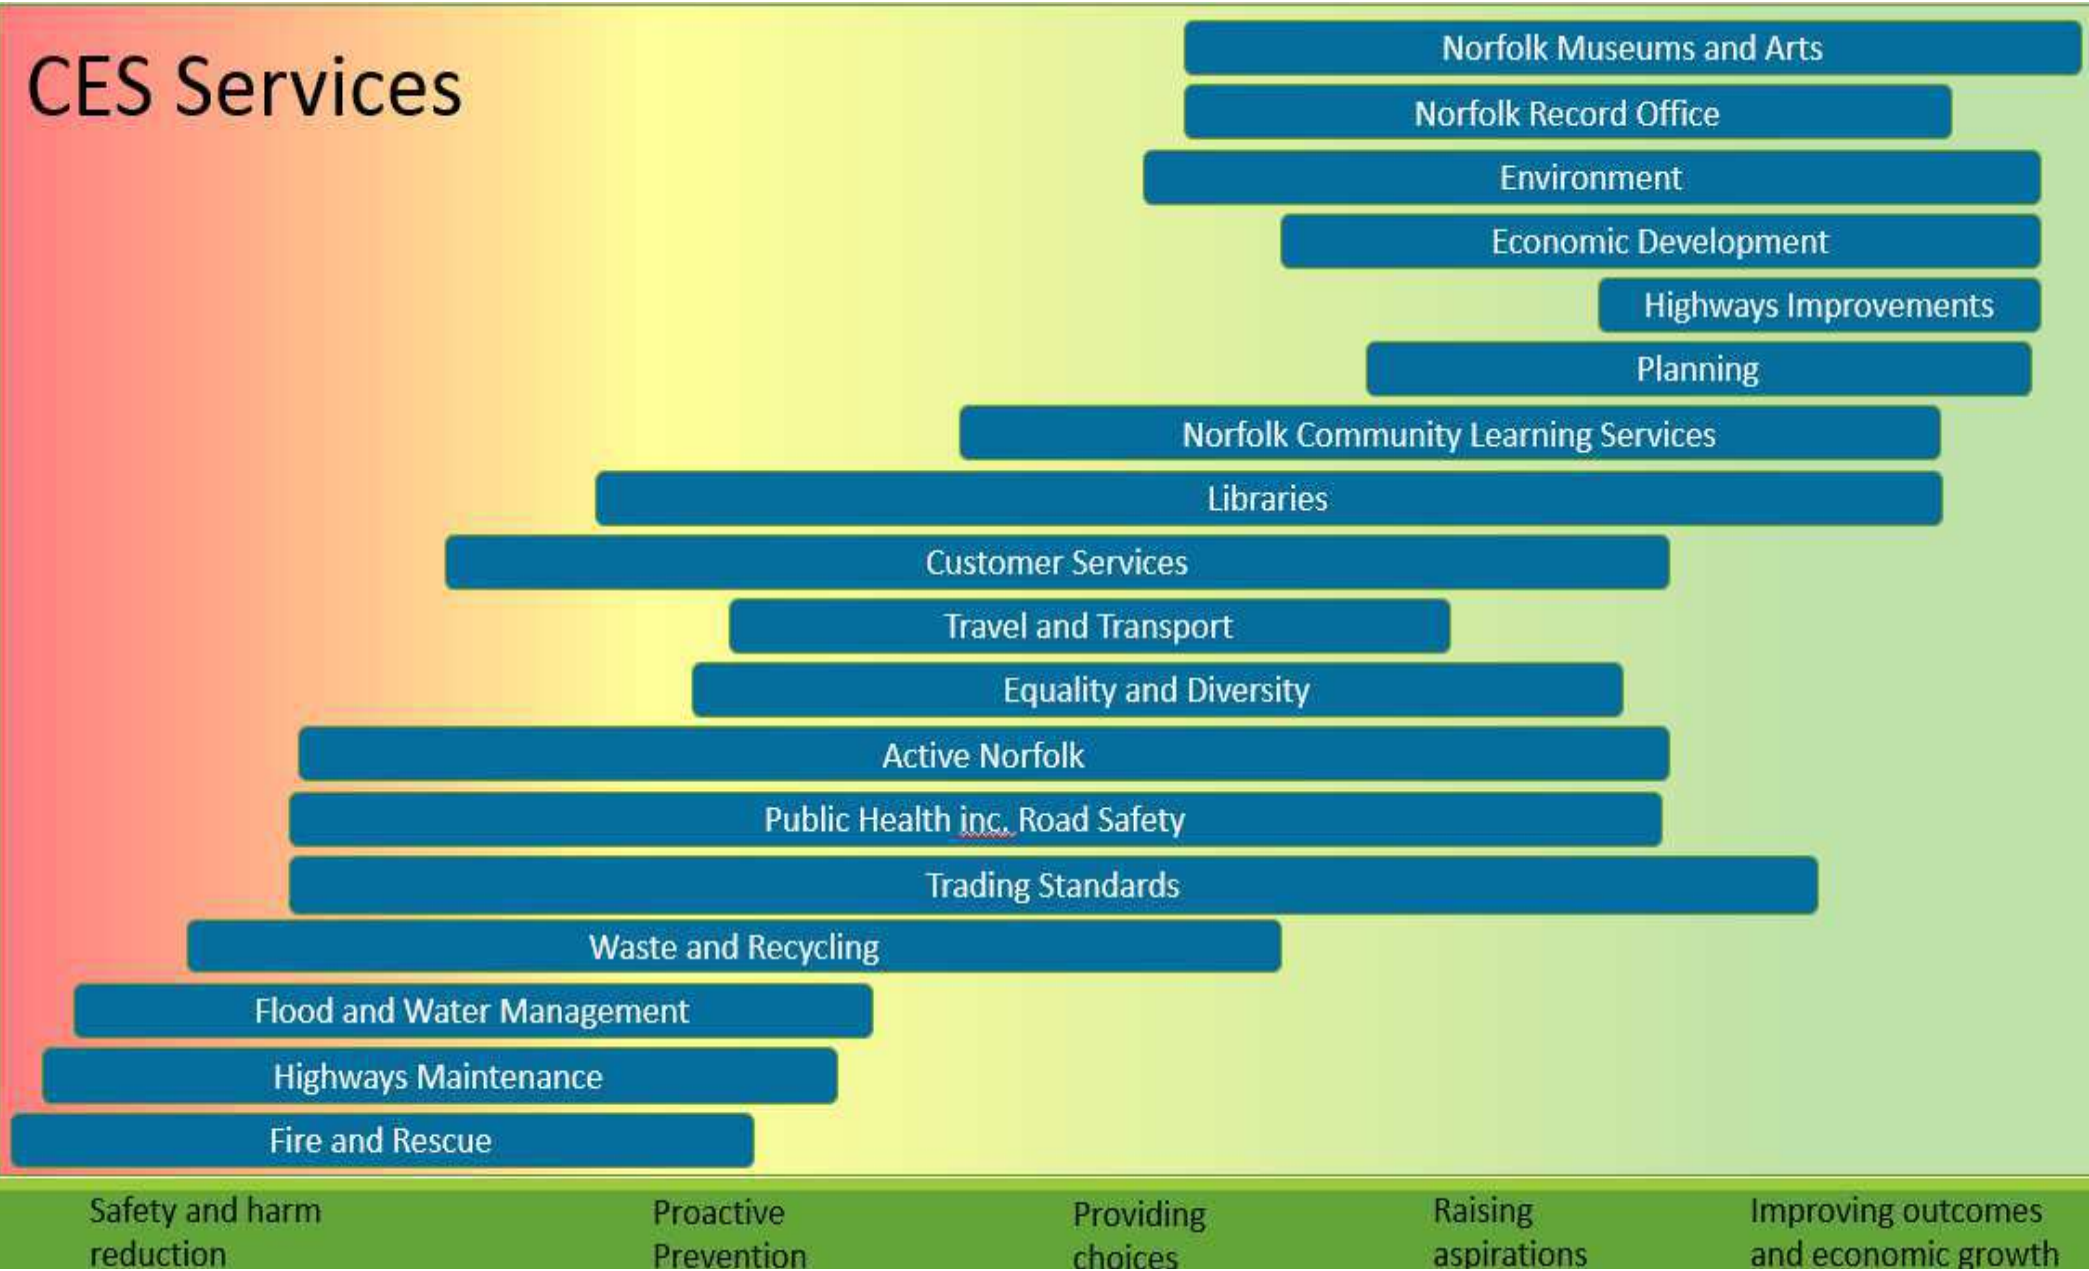 CES Services
Norfolk Museums and Arts
Norfolk Record Office
Environment
Economic Development
Highways Improvements
Planning
Norfolk Community Learning Services
Libraries
Customer Services
Travel and Transport
Equality and Diversity
Active Norfolk
Public Health inc. Road Safety
Trading Standards
Waste and Recycling
Flood and Water Management
Highways Maintenance
Fire and Rescue
Safety and harm
reduction
Proactive
Prevention
Providing
choices
Raising
aspirations
Improving outcomes
and economic growth